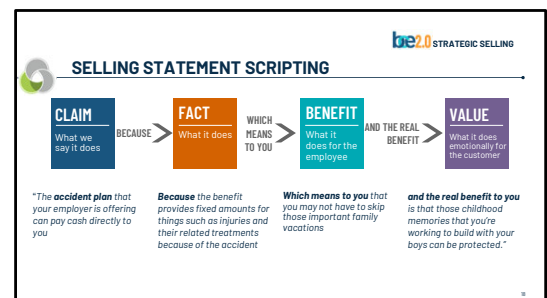 be2.0 STRATEGIC SELLING
SELLING STATEMENT SCRIPTING
CLAIM
What we
say it does
BECAUSE
FACT
What it does
WHICH
MEANS
TO YOU
BENEFIT
What it
does for the
employee
AND THE REAL
BENEFIT
VALUE
What it does
emotionally for
the customer
"The accident plan that
your employer is offering
can pay cash directly to
you
Because the benefit
provides fixed amounts for
things such as injuries and
their related treatments
because of the accident
Which means to you that
you may not have to skip
those important family
vacations
and the real benefit to you
is that those childhood
memories that you're
working to build with your
boys can be protected."